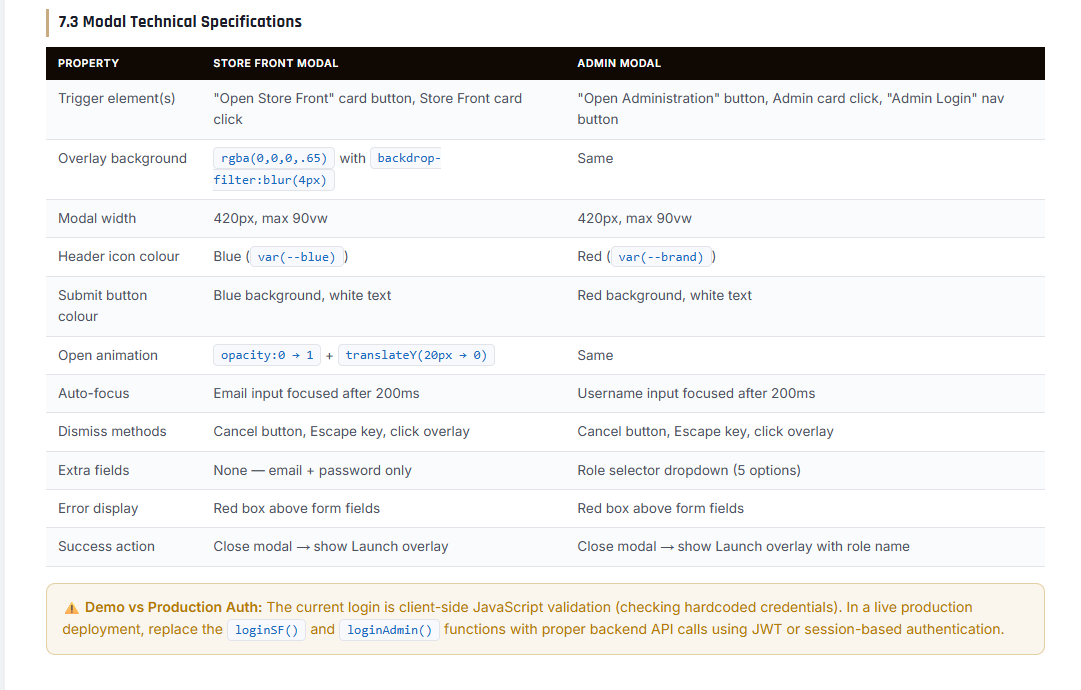 7.3 Modal Technical Specifications
PROPERTY STORE FRONT MODAL ADMIN MODAL
Trigger element(s) "Open Store Front" card button, Store Front card "Open Administration" button, Admin card click, "Admin Login" nav
click button
Overlay background rgba(0,0,0,.65) with backdrop- Same
filter:blur(4px)
Modal width 420px, max 90vw 420px, max 90vw
Header icon colour Blue ( var(--blue) ) Red ( var(--brand) )
Submit button Blue background, white text Red background, white text
colour
Open animation opacity:0 → 1 + translateY(20px → 0) Same
Auto-focus Email input focused after 200ms Username input focused after 200ms
Dismiss methods Cancel button, Escape key, click overlay Cancel button, Escape key, click overlay
Extra fields None — email + password only Role selector dropdown (5 options)
Error display Red box above form fields Red box above form fields
Success action Close modal → show Launch overlay Close modal → show Launch overlay with role name
⚠️ Demo vs Production Auth: The current login is client-side JavaScript validation (checking hardcoded credentials). In a live production
deployment, replace the loginSF() and loginAdmin() functions with proper backend API calls using JWT or session-based authentication.